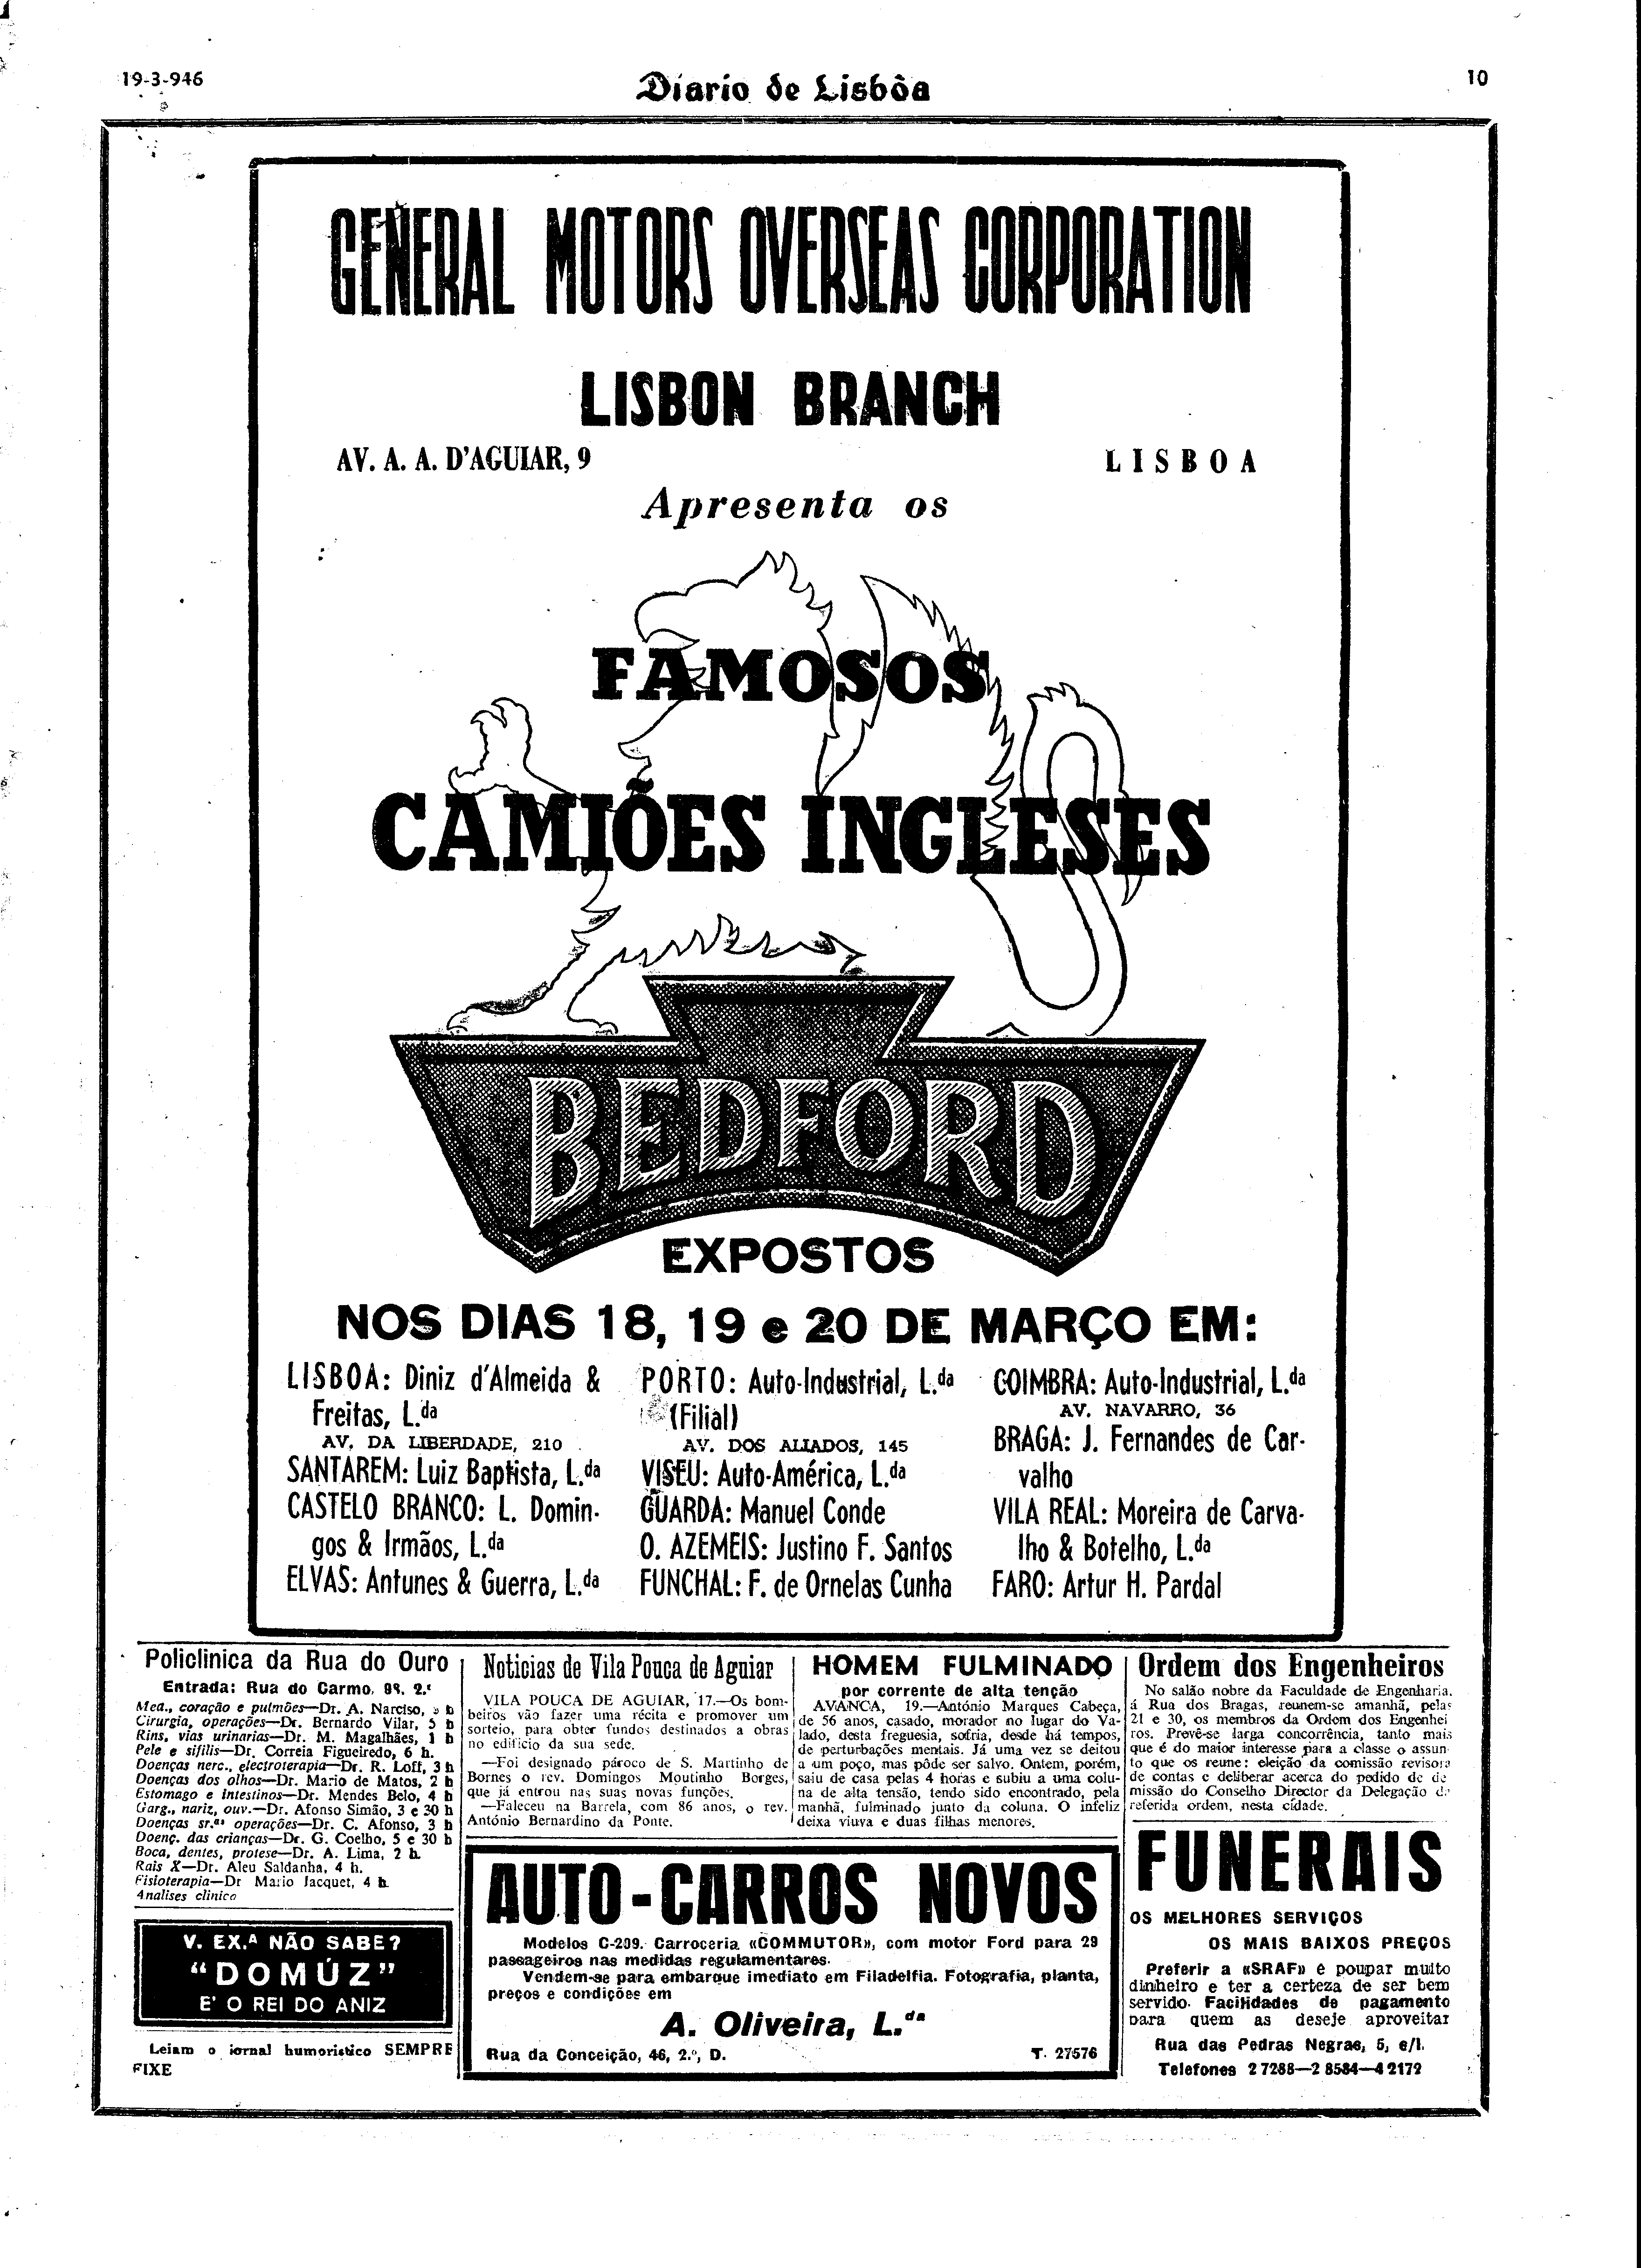 19-3-946
Diario de Lisbôa
10
GENERAL MOTORS OVERSEAS CORPORATION
LISBON BRANCH
AV. A. A. D'AGUIAR, 9
LISBOA
Apresenta os
FAMOSOS
CAMIÕES INGLESES
BEDFORD
EXPOSTOS
NOS DIAS 18, 19 e 20 DE MARÇO EM:
LISBOA: Diniz d'Almeida &
Freitas, L.da
AV. DA LIBERDADE, 210
SANTAREM: Luiz Baptista, L.da
CASTELO BRANCO: L. Domin-
gos & Irmãos, L.da
ELVAS: Antunes & Guerra, L.da
PORTO: Auto-Industrial, L.da
(Filial)
AV. DOS ALIADOS, 145
VISEU: Auto-América, L.da
GUARDA: Manuel Conde
O. AZEMEIS: Justino F. Santos
FUNCHAL: F. de Ornelas Cunha
COIMBRA: Auto-Industrial, L.da
AV. NAVARRO, 36
BRAGA: J. Fernandes de Car-
valho
VILA REAL: Moreira de Carva-
lho & Botelho, L.da
FARO: Artur H. Pardal
Policlinica da Rua do Ouro
Entrada: Rua do Carmo, 98, 2.º
Med., coração e pulmões—Dr. A. Narciso, h
Cirurgia, operações—Dr. Bernardo Vilar, 5 h
Rins, vias urinarias—Dr. M. Magalhães, 1 h
Pele e sifilis—Dr. Correia Figueiredo, 6 h.
Doenças nerc., electroterapia—Dr. R. Loff, 3 h
Doenças dos olhos—Dr. Mario de Matos, 2 h
Estomago e intestinos—Dr. Mendes Belo, 4 h
Garg., nariz, ouv.—Dr. Afonso Simão, 3 e 30 h
Doenças sr.as operações—Dr. C. Afonso, 3 h
Doenç. das crianças—Dr. G. Coelho, 5 e 30 h
Boca, dentes, protese—Dr. A. Lima, 2 h.
Rais X—Dr. Aleu Saldanha, 4 h.
Fisioterapia—Dr Mario Jacquet, 4 h.
Analises clinica
V. EX.ª NÃO SABE?
"DOMÚZ"
E' O REI DO ANIZ
Leiam o jornal humoristico SEMPRE
FIXE
Noticias de Vila Pouca de Aguiar
VILA POUCA DE AGUIAR, 17.—Os bom-
beiros vão fazer uma récita e promover um
sorteio, para obter fundos destinados a obras
no edificio da sua sede.
—Foi designado pároco de S. Martinho de
Bornes o rev. Domingos Moutinho Borges,
que já entrou nas suas novas funções.
—Faleceu na Barrela, com 86 anos, o rev.
António Bernardino da Ponte.
HOMEM FULMINADO
por corrente de alta tenção
AVANCA, 19.—António Marques Cabeça,
de 56 anos, casado, morador no lugar do Va-
lado, desta freguesia, sofria, desde há tempos,
de perturbações mentais. Já uma vez se deitou
a um poço, mas pôde ser salvo. Ontem, porém,
saiu de casa pelas 4 horas e subiu a uma colu-
na de alta tensão, tendo sido encontrado, pela
manhã, fulminado junto da coluna. O infeliz
deixa viuva e duas filhas menores.
Ordem dos Engenheiros
No salão nobre da Faculdade de Engenharia,
á Rua dos Bragas, reunem-se amanhã, pelas
21 e 30, os membros da Ordem dos Engenhei
ros. Prevê-se larga concorrência, tanto mais
que é do maior interesse para a classe o assun-
to que os reune: eleição da comissão revisora
de contas e deliberar acerca do pedido de de
missão do Conselho Director da Delegação da
referida ordem, nesta cidade.
AUTO-CARROS NOVOS
Modelos C-209. Carroceria «COMMUTOR», com motor Ford para 29
passageiros nas medidas regulamentares.
Vendem-se para embarque imediato em Filadelfia. Fotografia, planta,
preços e condições em
A. Oliveira, L.da
Rua da Conceição, 46, 2.º, D.
T. 27576
FUNERAIS
OS MELHORES SERVIÇOS
OS MAIS BAIXOS PREÇOS
Preferir a «SRAF» é poupar muito
dinheiro e ter a certeza de ser bem
servido. Facilidades de pagamento
para quem as deseje aproveitar
Rua das Pedras Negras, 5, e/l.
Telefones 2 7288—2 8584—4 2172